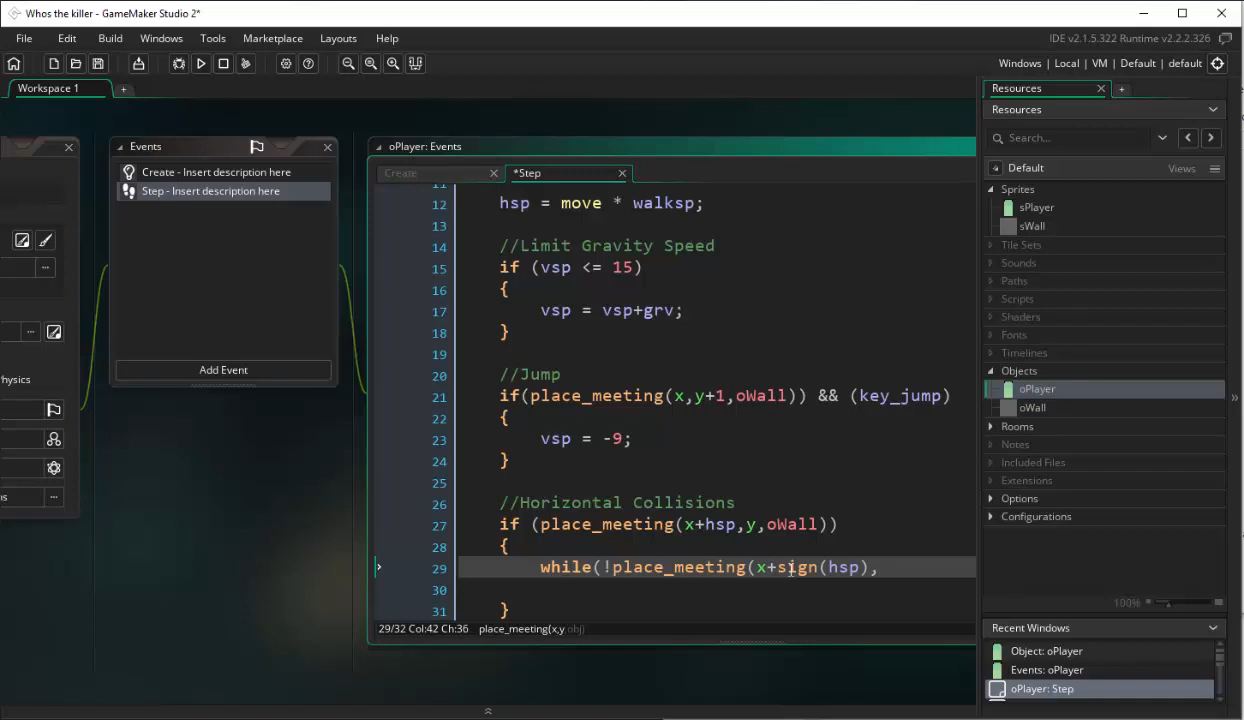 Whos the killer - GameMaker Studio 2*
File Edit Build Windows Tools Marketplace Layouts Help
IDE v2.1.5.322 Runtime v2.2.2.326
Windows | Local | VM | Default | default
Workspace 1
+
Resources
+
Events
oPlayer: Events
Resources
Create - Insert description here
Step - Insert description here
Create
*Step
Search...
Default
Views
Sprites
sPlayer
sWall
Tile Sets
Sounds
Paths
Scripts
Shaders
Fonts
Timelines
Objects
oPlayer
oWall
Rooms
Notes
Included Files
Extensions
Options
Configurations
Add Event
hysics
ns
11
12 hsp = move * walksp;
13
14 //Limit Gravity Speed
15 if (vsp <= 15)
16 {
17 vsp = vsp+grv;
18 }
19
20 //Jump
21 if(place_meeting(x,y+1,oWall)) && (key_jump)
22 {
23 vsp = -9;
24 }
25
26 //Horizontal Collisions
27 if (place_meeting(x+hsp,y,oWall))
28 {
29 while(!place_meeting(x+sign(hsp),
30
31 }
29/32 Col:42 Ch:36 place_meeting(x,y,obj)
100%
Recent Windows
Object: oPlayer
Events: oPlayer
oPlayer: Step